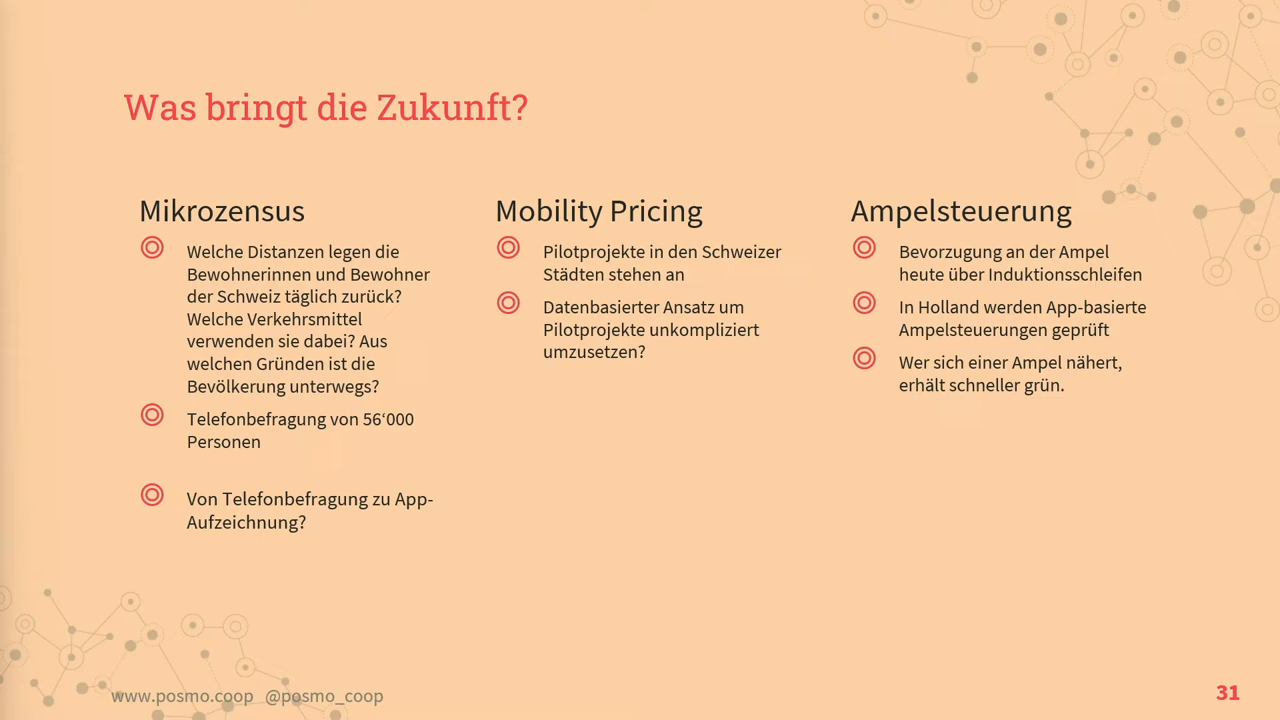 Was bringt die Zukunft?
Mikrozensus
Welche Distanzen legen die
Bewohnerinnen und Bewohner
der Schweiz täglich zurück?
Welche Verkehrsmittel
verwenden sie dabei? Aus
welchen Gründen ist die
Bevölkerung unterwegs?
Telefonbefragung von 56‘000
Personen
Von Telefonbefragung zu App-
Aufzeichnung?
Mobility Pricing
Pilotprojekte in den Schweizer
Städten stehen an
Datenbasierter Ansatz um
Pilotprojekte unkompliziert
umzusetzen?
Ampelsteuerung
Bevorzugung an der Ampel
heute über Induktionsschleifen
In Holland werden App-basierte
Ampelsteuerungen geprüft
Wer sich einer Ampel nähert,
erhält schneller grün.
www.posmo.coop @posmo_coop
31